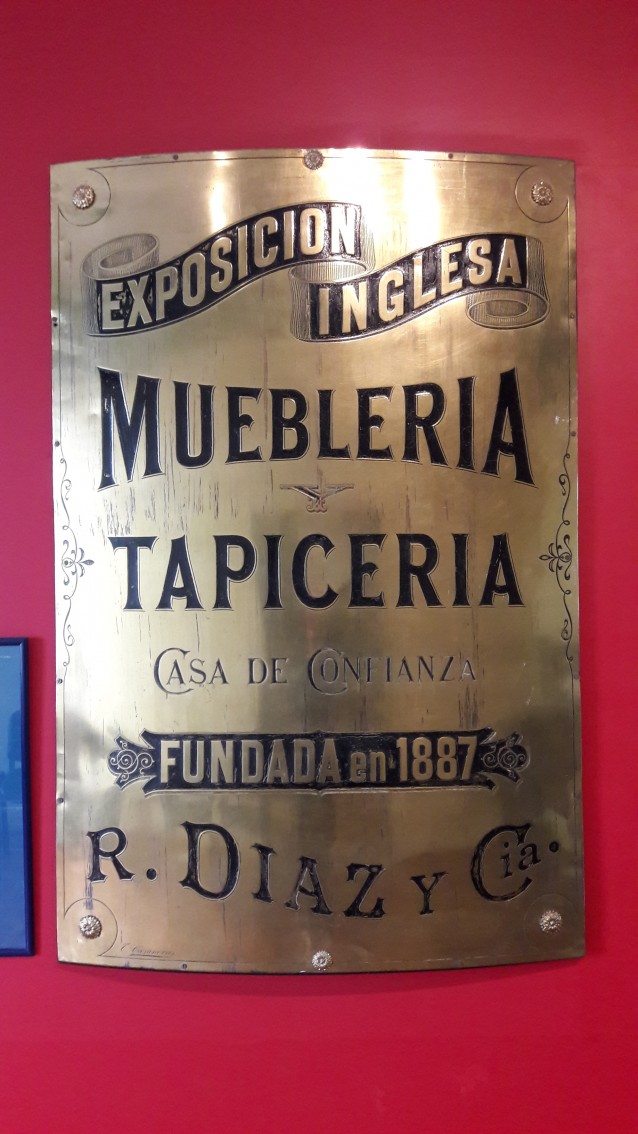 EXPOSICION INGLESA
MUEBLERIA
TAPICERIA
CASA DE CONFIANZA
FUNDADA en 1887
R. DIAZ Y Cia.